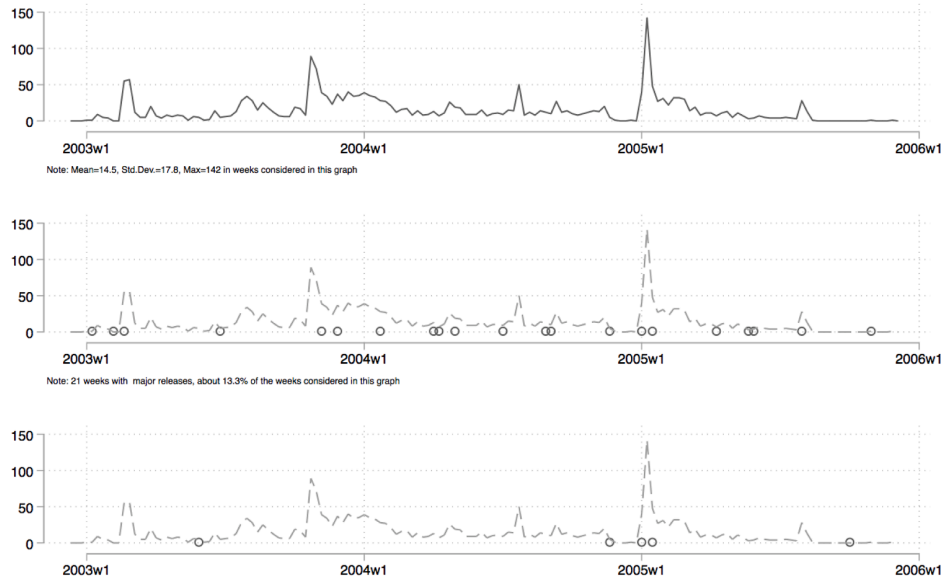 150
100
50
0
2003w1 2004w1 2005w1 2006w1
Note: Mean=14.5, Std.Dev.=17.8, Max=142 in weeks considered in this graph
150
100
50
0
2003w1 2004w1 2005w1 2006w1
Note: 21 weeks with  major releases, about 13.3% of the weeks considered in this graph
150
100
50
0
2003w1 2004w1 2005w1 2006w1